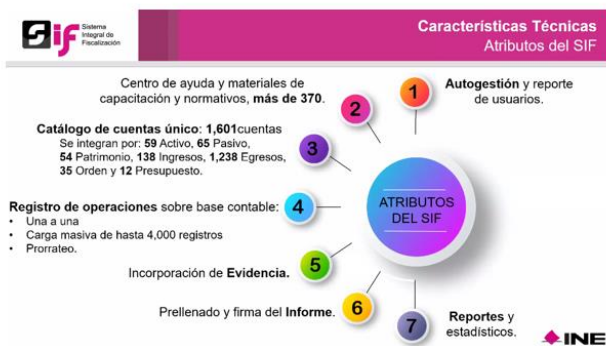 Sif
Sistema
Integral de
Fiscalización
Características Técnicas
Atributos del SIF
1
Autogestión y reporte
de usuarios.
Centro de ayuda y materiales de
capacitación y normativos, más de 370.
2
Catálogo de cuentas único: 1,601cuentas
Se integran por: 59 Activo, 65 Pasivo,
54 Patrimonio, 138 Ingresos, 1,238 Egresos,
35 Orden y 12 Presupuesto.
3
ATRIBUTOS
DEL SIF
Registro de operaciones sobre base contable:
• Una a una
• Carga masiva de hasta 4,000 registros
• Prorrateo.
4
Incorporación de Evidencia.
5
Prellenado y firma del Informe.
6
7
Reportes y
estadísticos.
INE